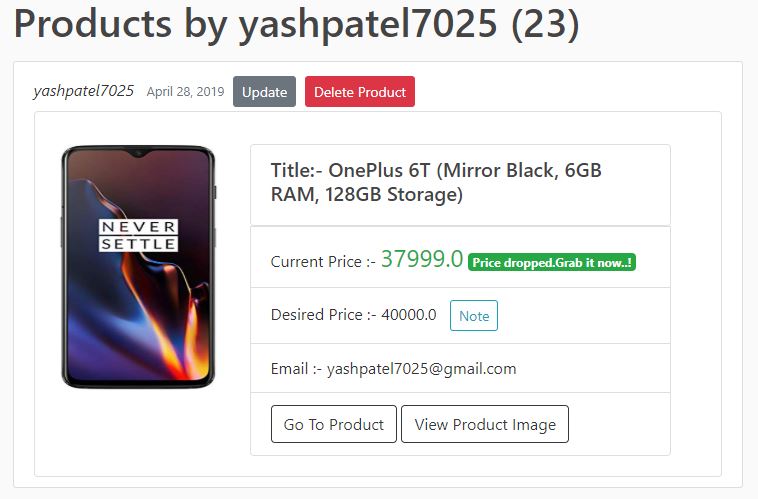 Products by yashpatel7025 (23)
yashpatel7025 April 28, 2019 Update Delete Product
NEVER
SETTLE
Title:- OnePlus 6T (Mirror Black, 6GB
RAM, 128GB Storage)
Current Price :- 37999.0 Price dropped.Grab it now..!
Desired Price :- 40000.0 Note
Email :- yashpatel7025@gmail.com
Go To Product View Product Image